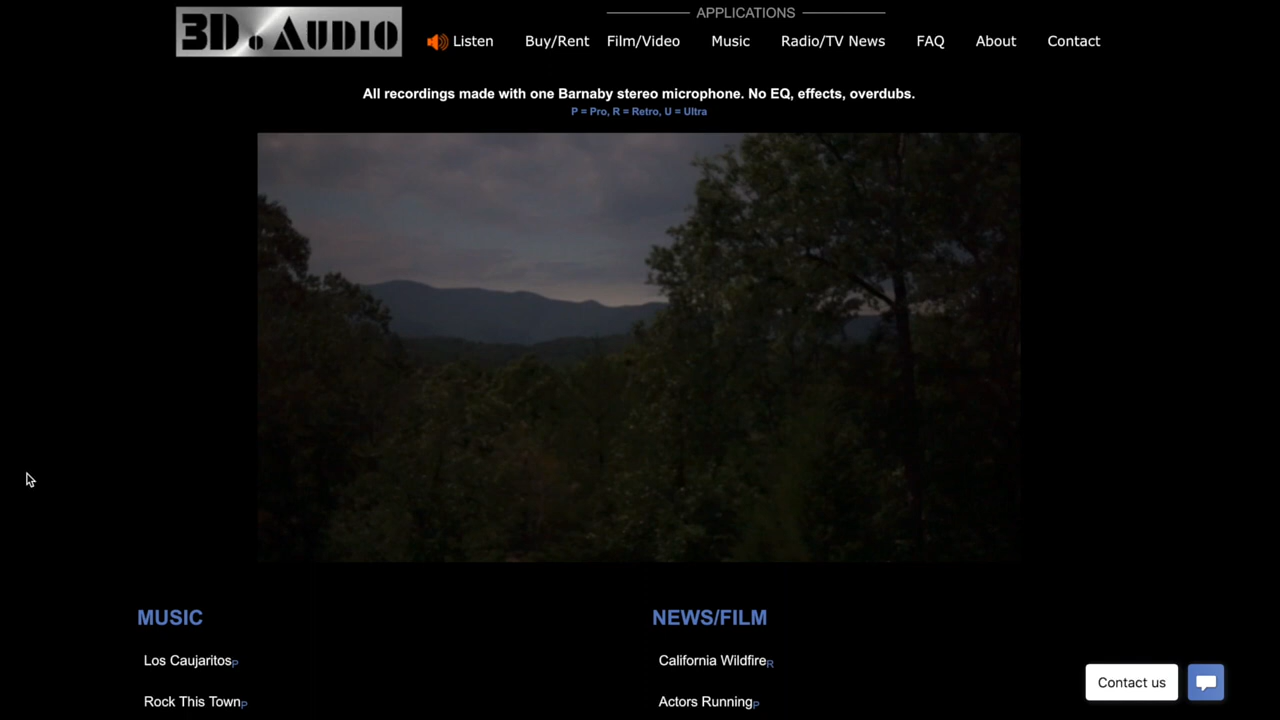 3D.AUDIO
APPLICATIONS
Listen Buy/Rent Film/Video Music Radio/TV News FAQ About Contact
All recordings made with one Barnaby stereo microphone. No EQ, effects, overdubs.
P = Pro, R = Retro, U = Ultra
MUSIC
Los CaujaritosP
Rock This TownP
NEWS/FILM
California WildfireR
Actors RunningP
Contact us